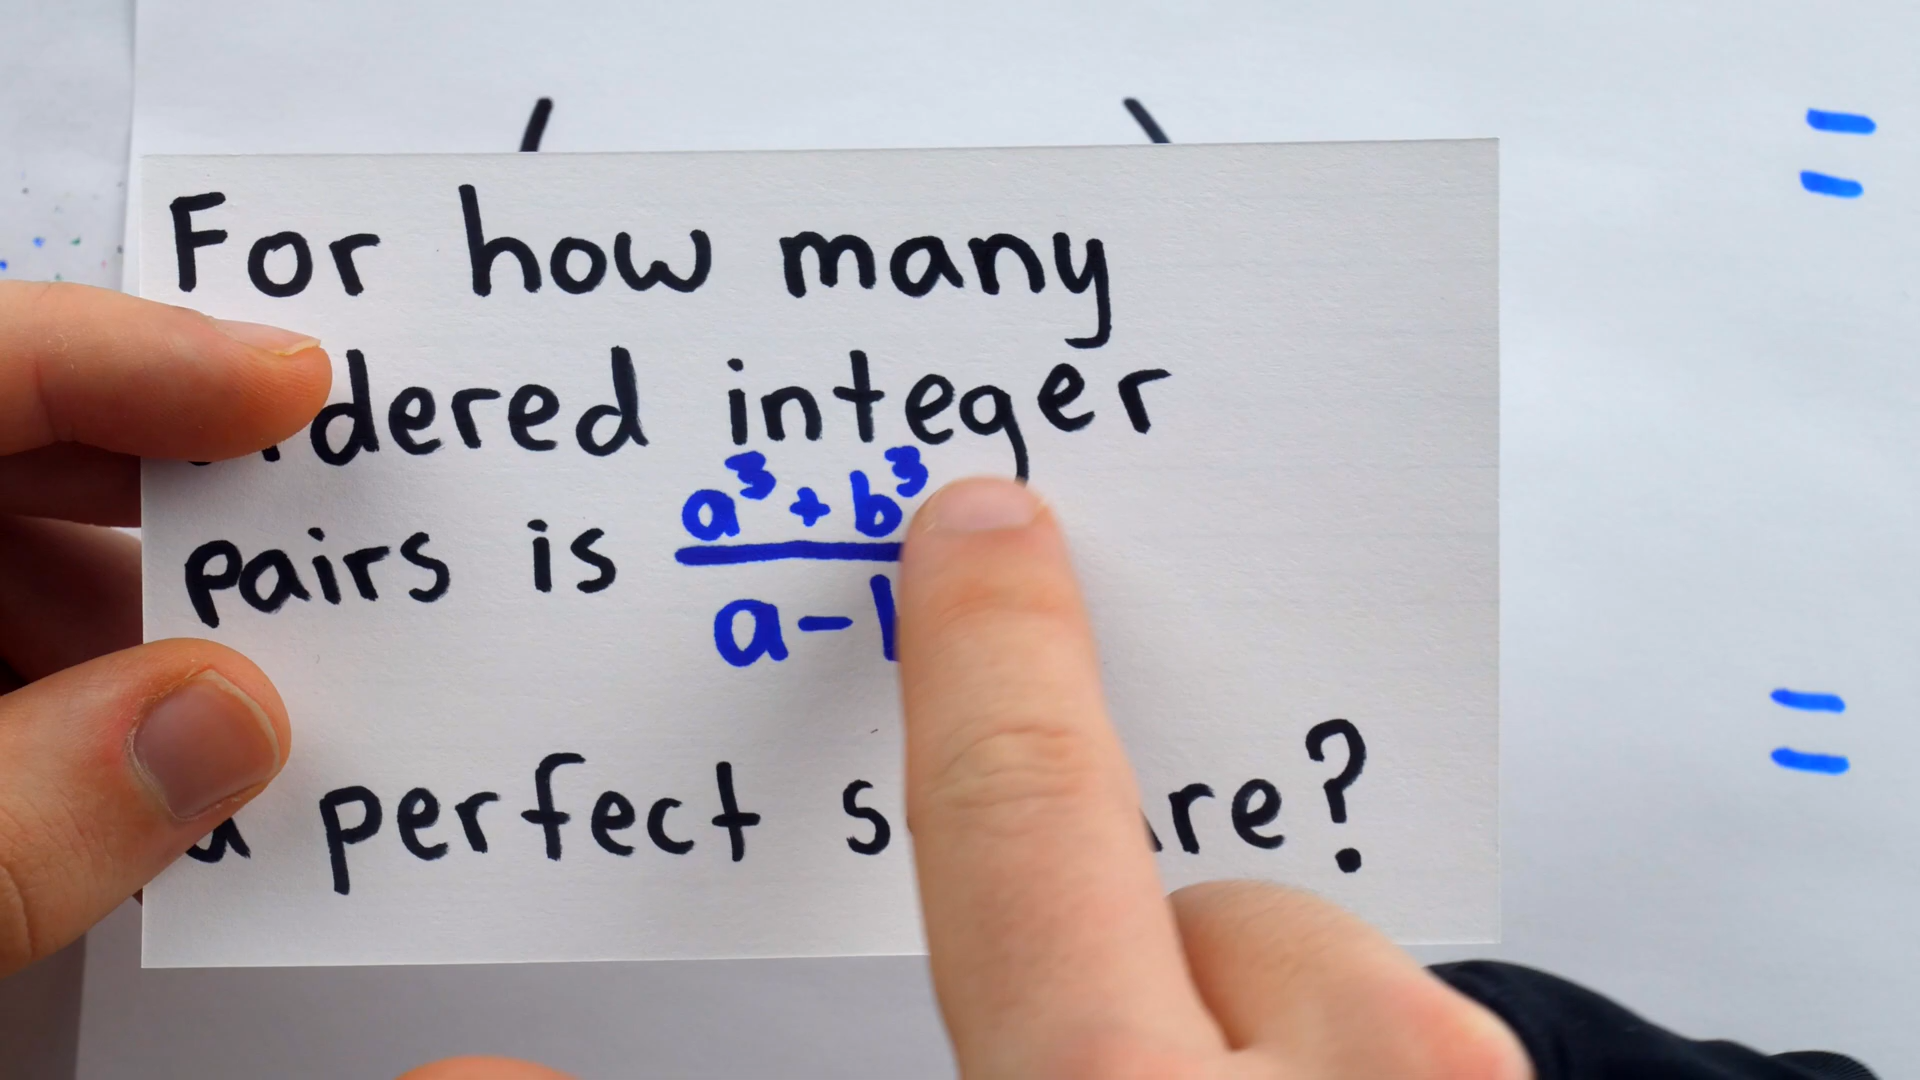 For how many
dered integer
pairs is a³+b³
a-
a perfect s re?